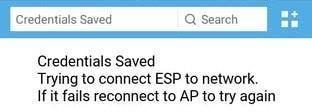 Credentials Saved Search
Credentials Saved
Trying to connect ESP to network.
If it fails reconnect to AP to try again